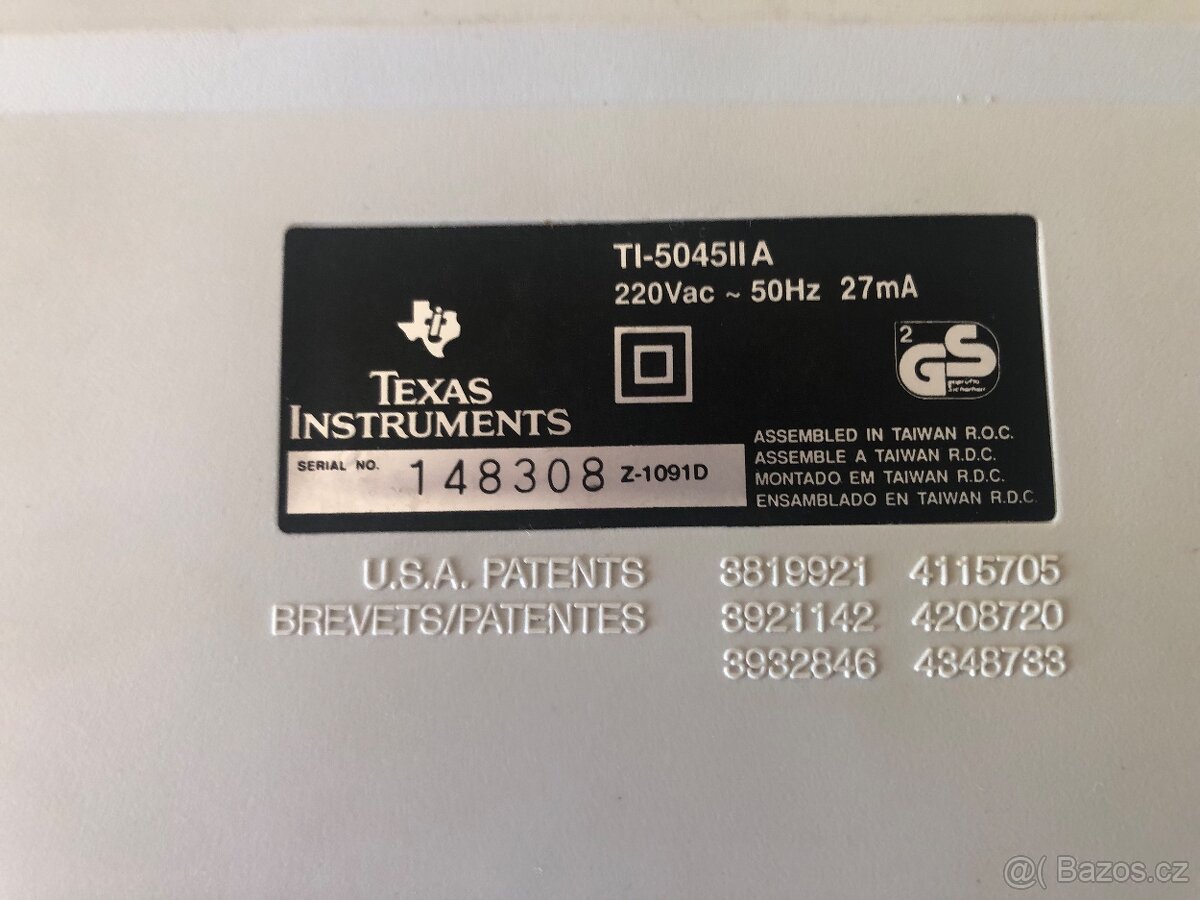 TI-5045II A
220Vac ~ 50Hz 27mA
TEXAS
INSTRUMENTS
2
GS
SERIAL NO. 148308 Z-1091D
ASSEMBLED IN TAIWAN R.O.C.
ASSEMBLE A TAIWAN R.D.C.
MONTADO EM TAIWAN R.D.C.
ENSAMBLADO EN TAIWAN R.D.C.
U.S.A. PATENTS 3819921 4115705
BREVETS/PATENTES 3921142 4208720
3932846 4348733
@( Bazos.cz